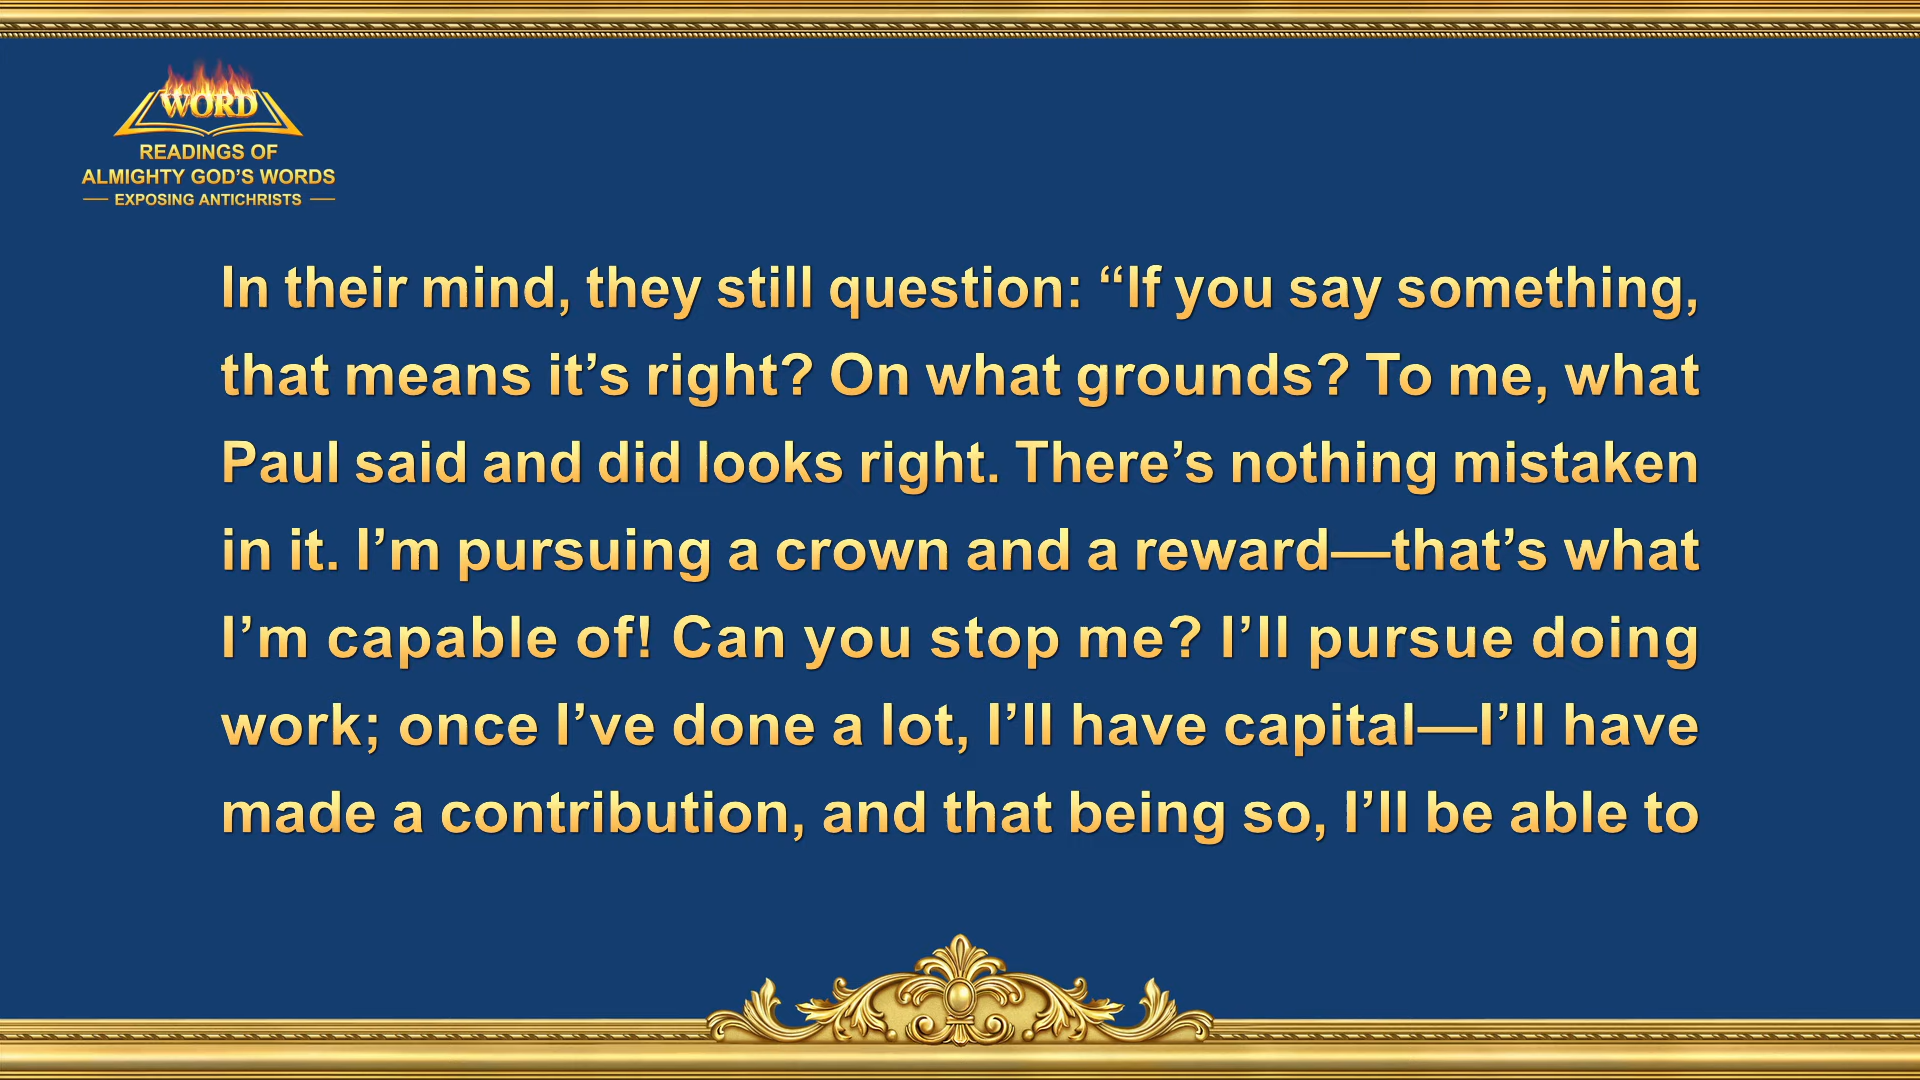 WORD
READINGS OF
ALMIGHTY GOD’S WORDS
EXPOSING ANTICHRISTS
In their mind, they still question: “If you say something,
that means it’s right? On what grounds? To me, what
Paul said and did looks right. There’s nothing mistaken
in it. I’m pursuing a crown and a reward—that’s what
I’m capable of! Can you stop me? I’ll pursue doing
work; once I’ve done a lot, I’ll have capital—I’ll have
made a contribution, and that being so, I’ll be able to